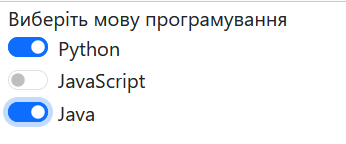 Виберіть мову програмування
Python
JavaScript
Java